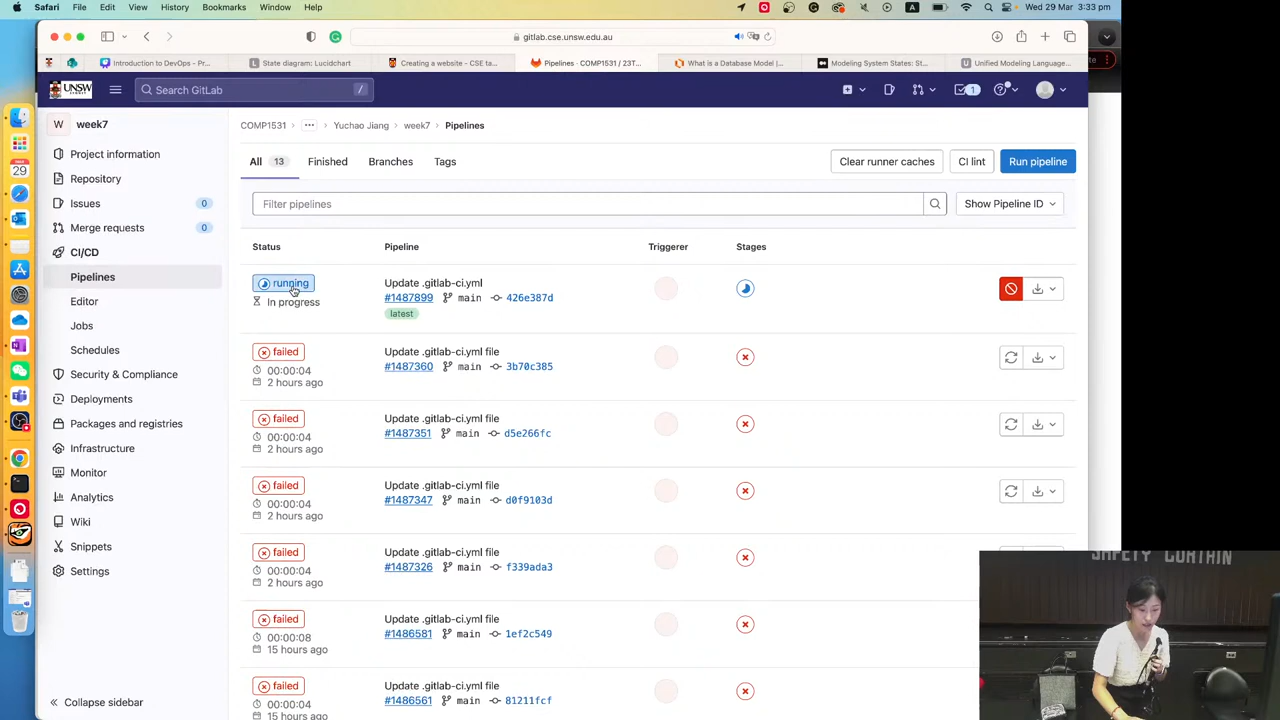 Safari File Edit View History Bookmarks Window Help
A Wed 29 Mar 3:33 pm
gitlab.cse.unsw.edu.au
Introduction to DevOps - Pr...
State diagram: Lucidchart
Creating a website - CSE ta...
Pipelines · COMP1531 / 23T...
What is a Database Model |...
Modeling System States: St...
Unified Modeling Language...
UNSW
Search GitLab
/
1
W week7
COMP1531 › ··· › Yuchao Jiang › week7 › Pipelines
Project information
Repository
Issues 0
Merge requests 0
CI/CD
Pipelines
Editor
Jobs
Schedules
Security & Compliance
Deployments
Packages and registries
Infrastructure
Monitor
Analytics
Wiki
Snippets
Settings
Collapse sidebar
All 13 Finished Branches Tags
Clear runner caches CI lint Run pipeline
Filter pipelines
Show Pipeline ID
Status Pipeline Triggerer Stages
running
In progress
Update .gitlab-ci.yml
#1487899 main 426e387d
latest
failed
00:00:04
2 hours ago
Update .gitlab-ci.yml file
#1487360 main 3b70c385
failed
00:00:04
2 hours ago
Update .gitlab-ci.yml file
#1487351 main d5e266fc
failed
00:00:04
2 hours ago
Update .gitlab-ci.yml file
#1487347 main d0f9103d
failed
00:00:04
2 hours ago
Update .gitlab-ci.yml file
#1487326 main f339ada3
failed
00:00:08
15 hours ago
Update .gitlab-ci.yml file
#1486581 main 1ef2c549
failed
00:00:04
15 hours ago
Update .gitlab-ci.yml file
#1486561 main 81211fcf
SAFETY CURTAIN